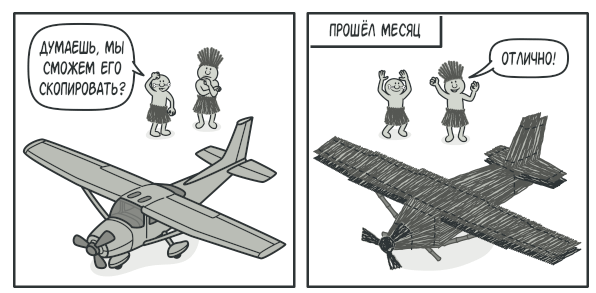 ДУМАЕШЬ, МЫ
СМОЖЕМ ЕГО
СКОПИРОВАТЬ?
ПРОШЁЛ МЕСЯЦ
ОТЛИЧНО!